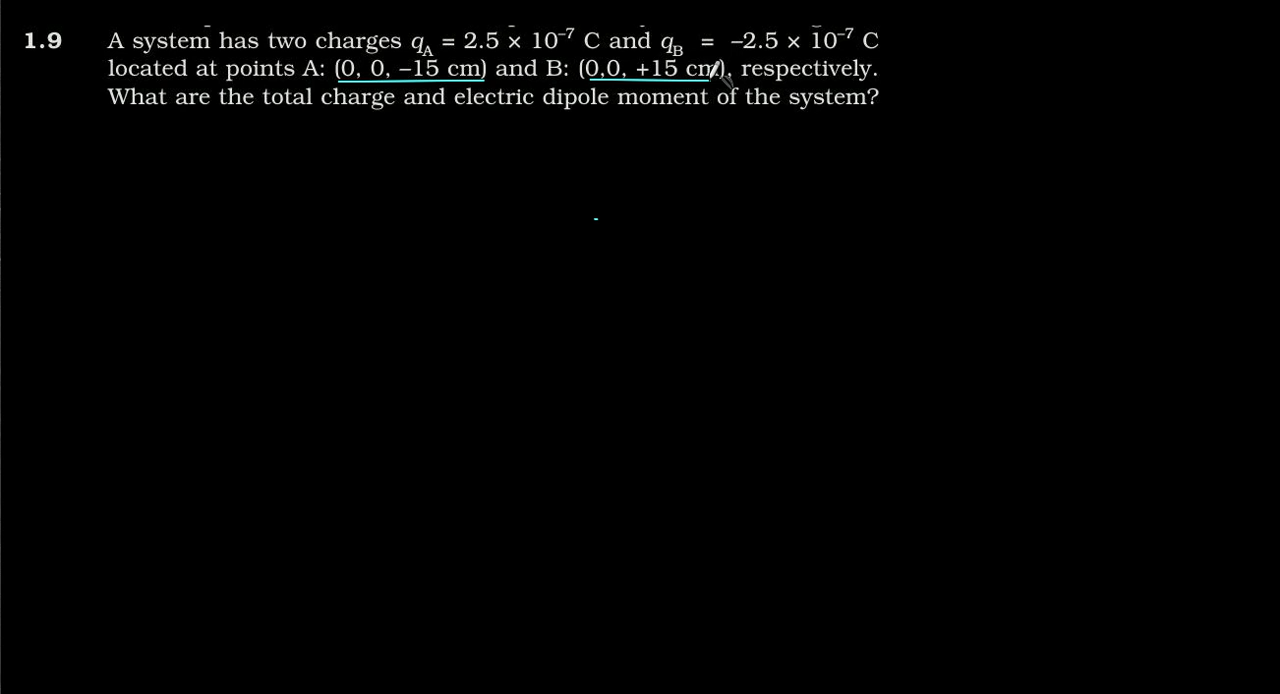 1.9 A system has two charges qA = 2.5 × 10⁻⁷ C and qB = –2.5 × 10⁻⁷ C
located at points A: (0, 0, –15 cm) and B: (0,0, +15 cm), respectively.
What are the total charge and electric dipole moment of the system?